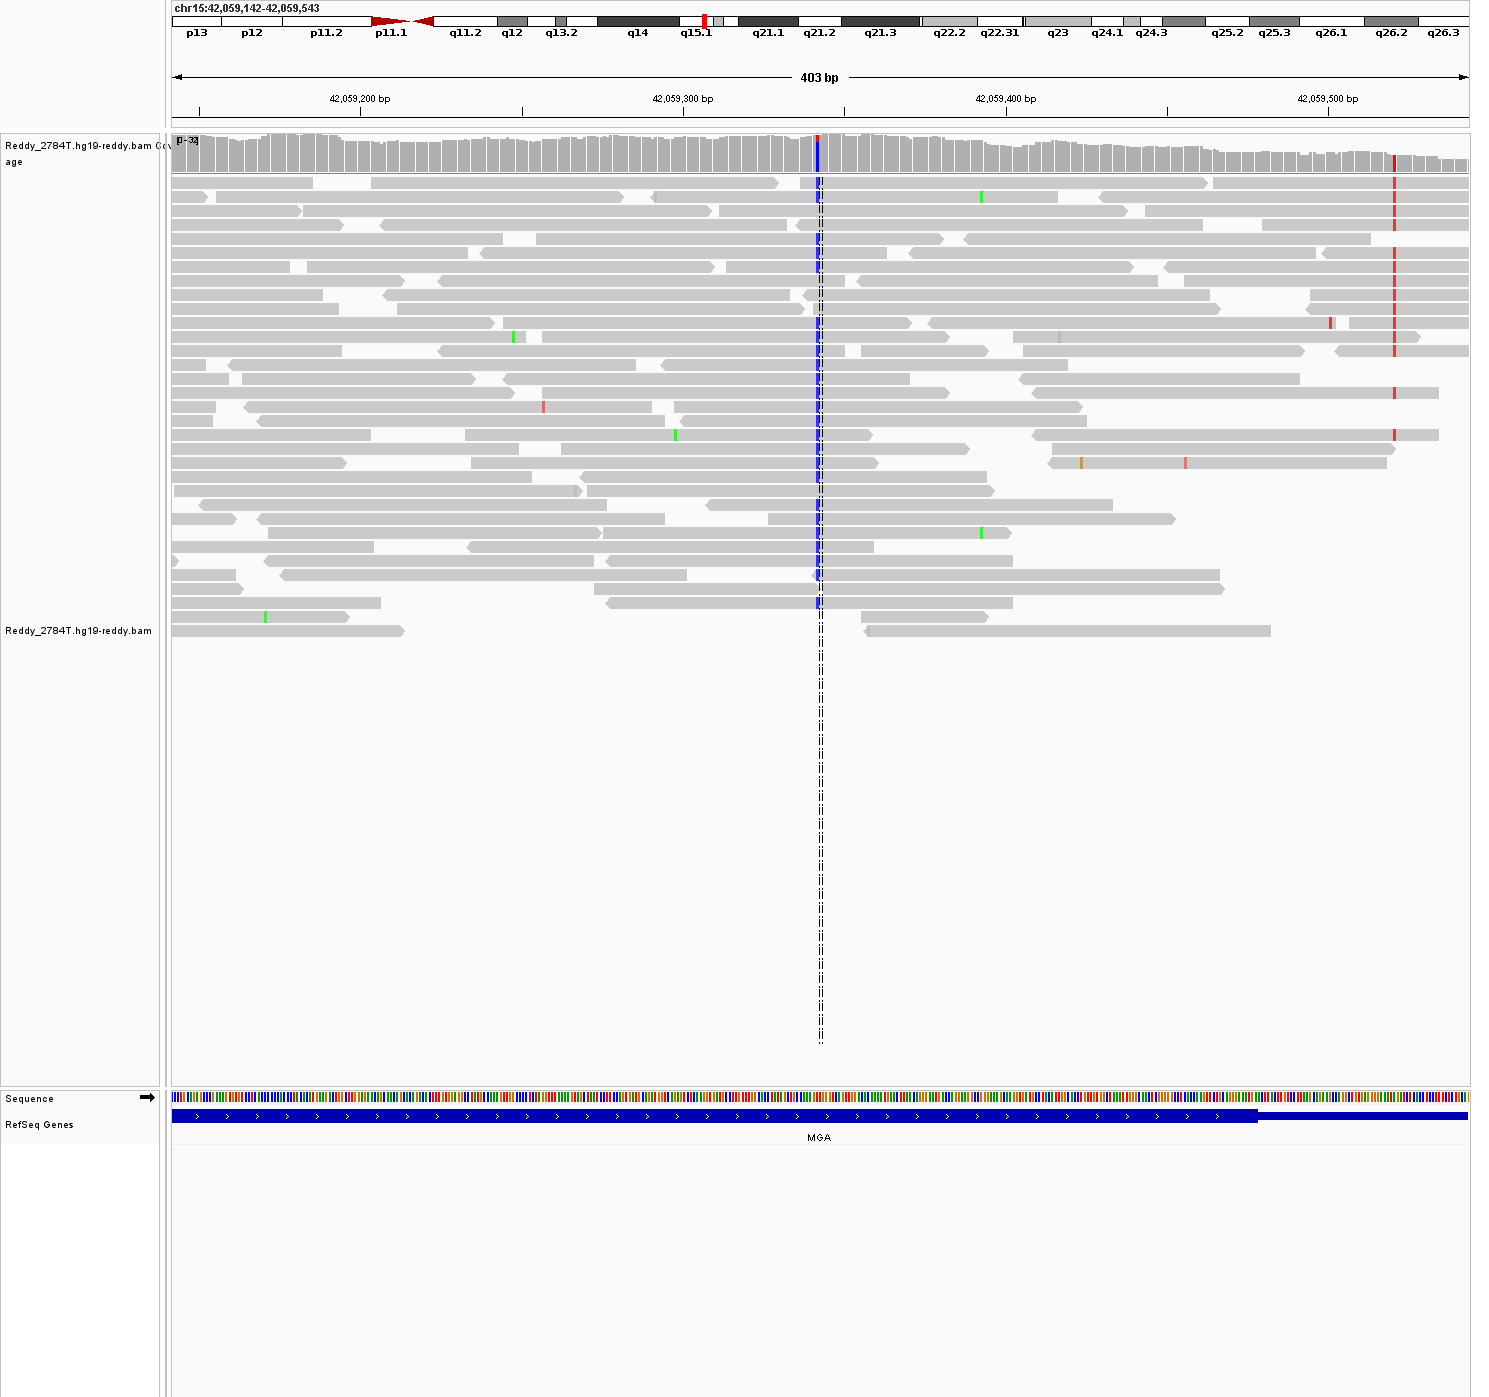 chr15:42,059,142-42,059,543
p13 p12 p11.2 p11.1 q11.2 q12 q13.2 q14 q15.1 q21.1 q21.2 q21.3 q22.2 q22.31 q23 q24.1 q24.3 q25.2 q25.3 q26.1 q26.2 q26.3
403 bp
42,059,200 bp 42,059,300 bp 42,059,400 bp 42,059,500 bp
[0-32]
Reddy_2784T.hg19-reddy.bam Cov
age
Reddy_2784T.hg19-reddy.bam
Sequence
RefSeq Genes
MGA